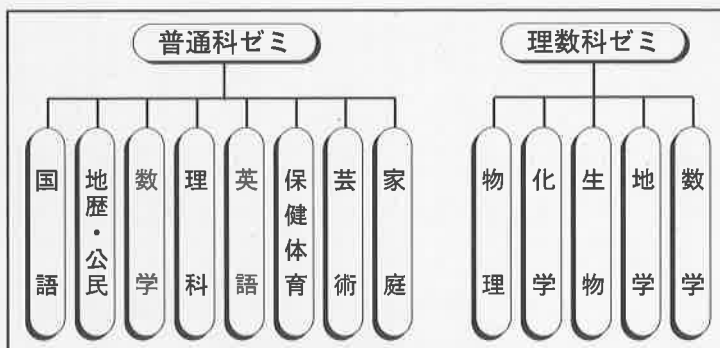 普通科ゼミ
国語
地歴・公民
数学
理科
英語
保健体育
芸術
家庭
理数科ゼミ
物理
化学
生物
地学
数学